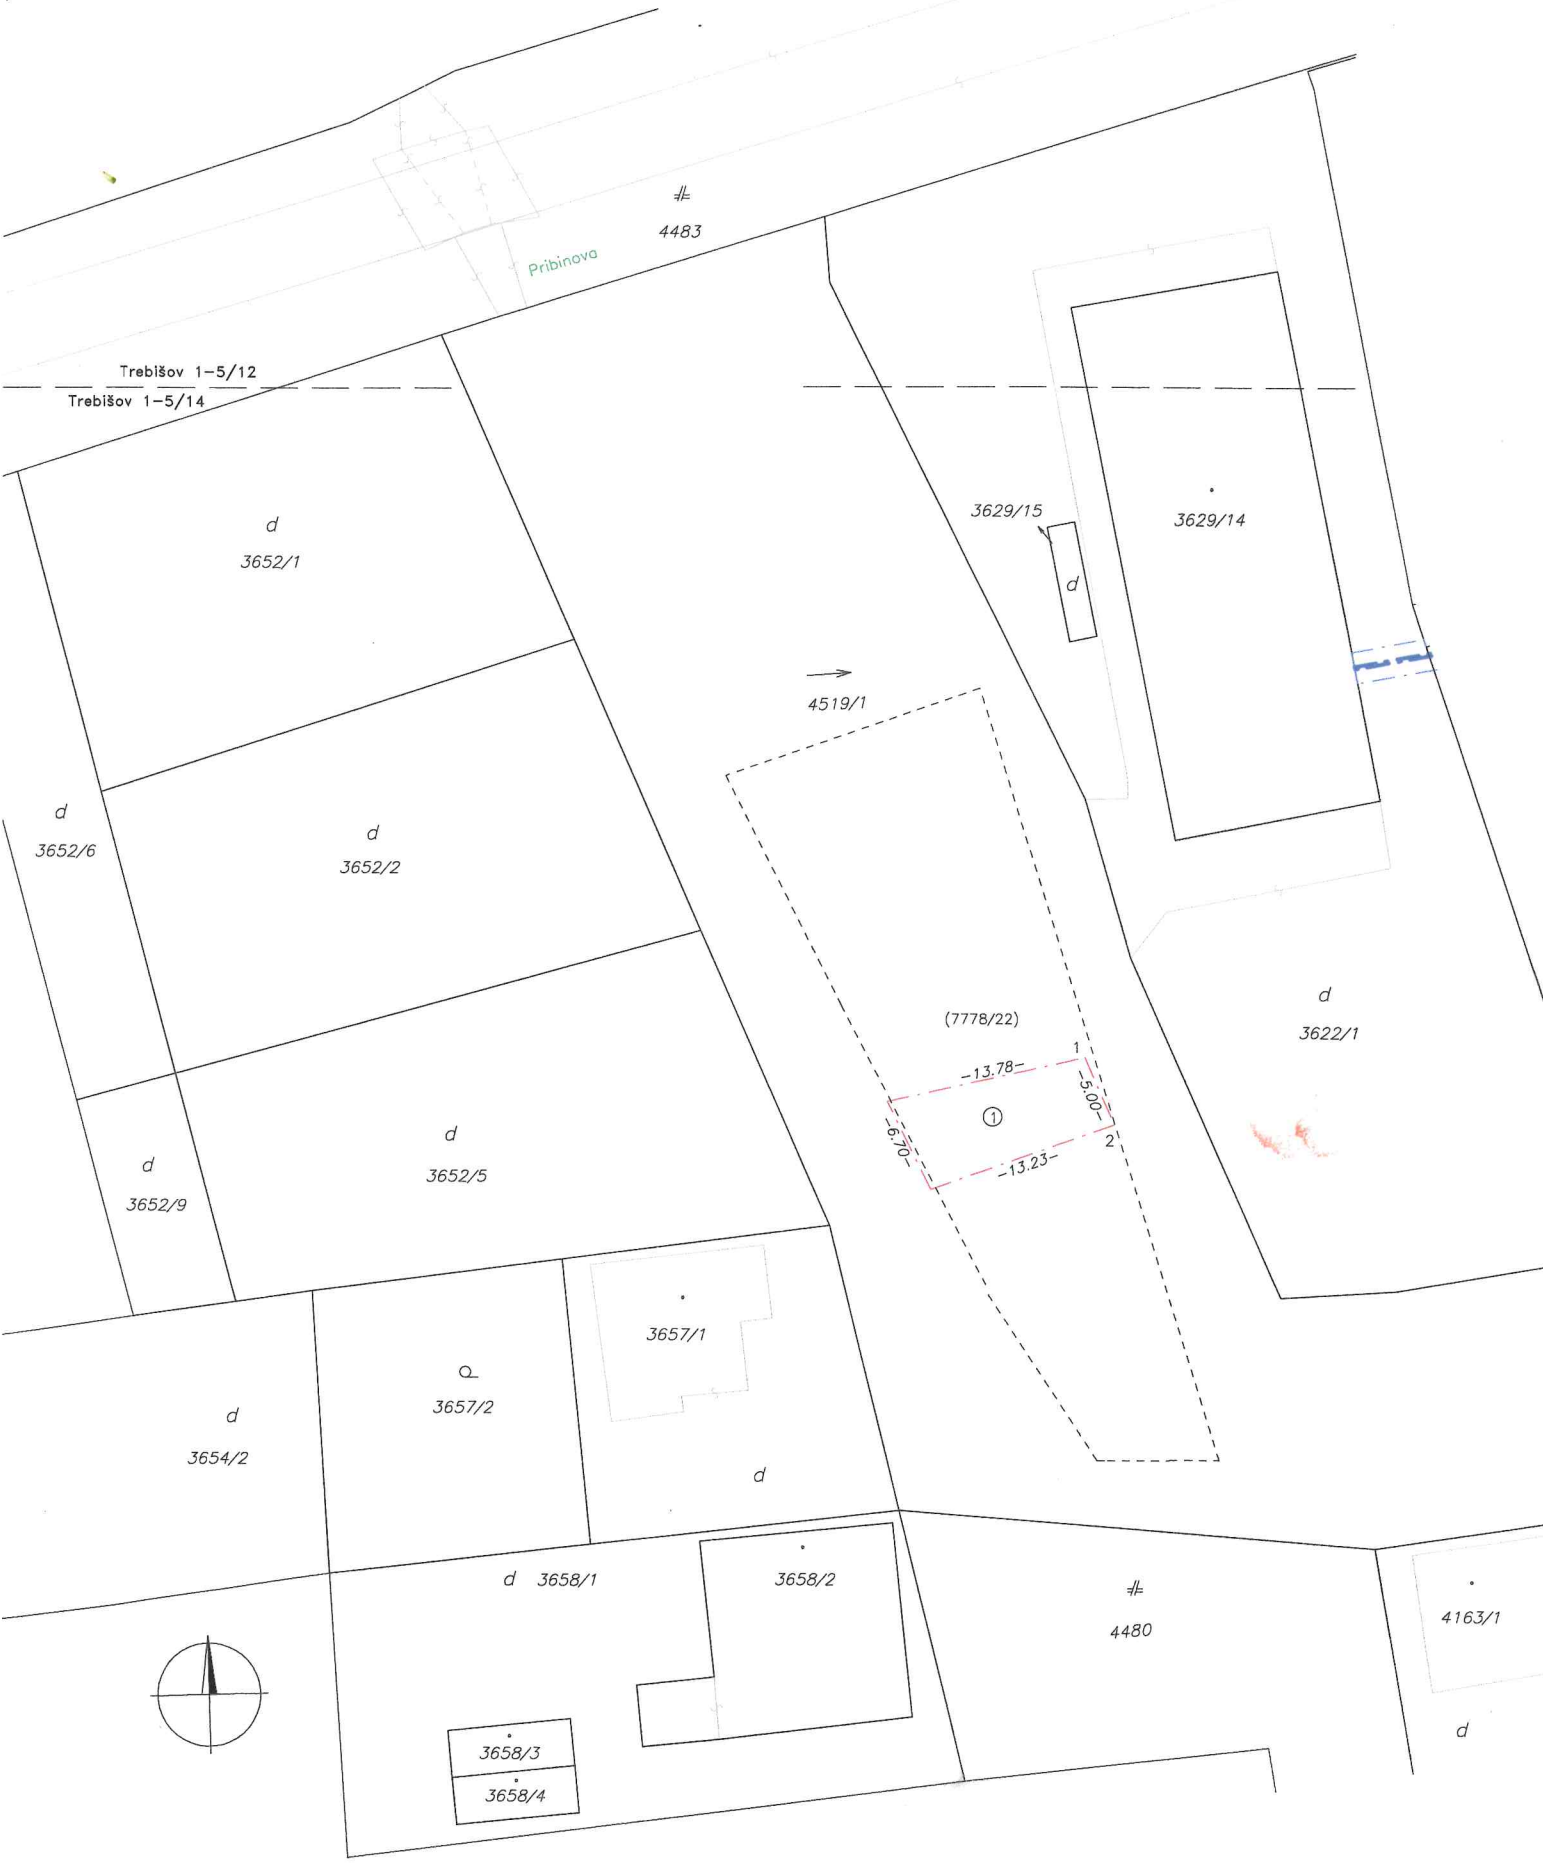 4483
Pribinova
Trebišov 1-5/12
Trebišov 1-5/14
3629/15
3629/14
d
3652/1
d
4519/1
d
3652/6
d
3652/2
d
3622/1
(7778/22)
1
-13.78-
-5.00-
1
-6.70-
2
-13.23-
d
3652/5
d
3652/9
3657/1
3657/2
d
3654/2
d
d 3658/1
3658/2
4480
4163/1
d
3658/3
3658/4